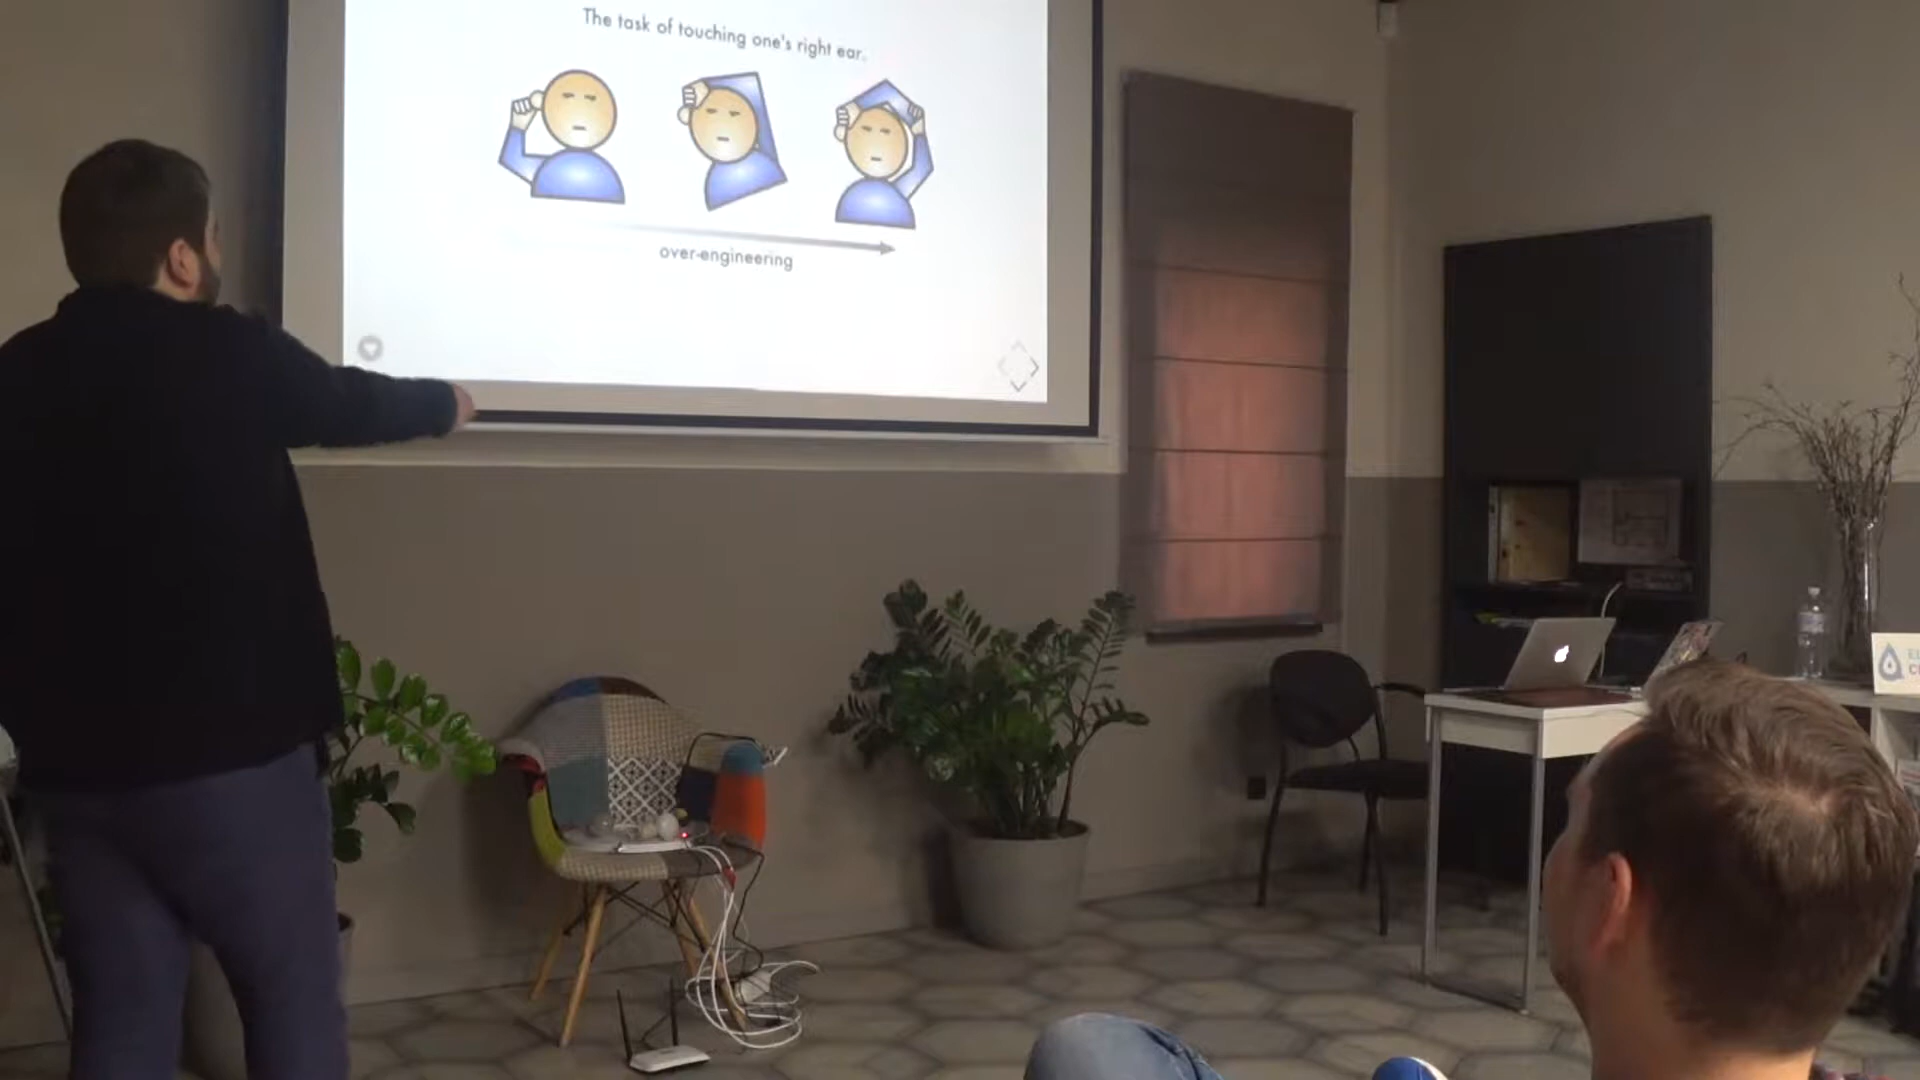 The task of touching one's right ear.
over-engineering